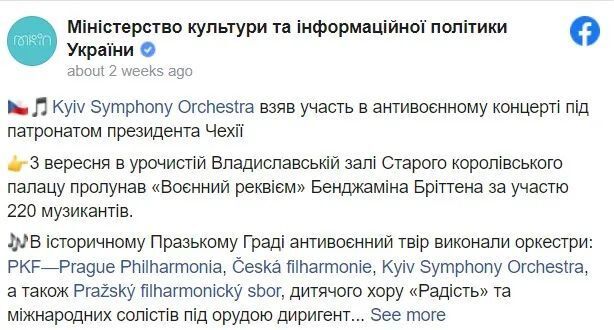 мкіп
Міністерство культури та інформаційної політики
України
about 2 weeks ago
Kyiv Symphony Orchestra взяв участь в антивоєнному концерті під
патронатом президента Чехії
3 вересня в урочистій Владиславській залі Старого королівського
палацу пролунав «Воєнний реквієм» Бенджаміна Бріттена за участю
220 музикантів.
В історичному Празькому Граді антивоєнний твір виконали оркестри:
PKF—Prague Philharmonia, Česká filharmonie, Kyiv Symphony Orchestra,
а також Pražský filharmonický sbor, дитячого хору «Радість» та
міжнародних солістів під орудою диригент... See more